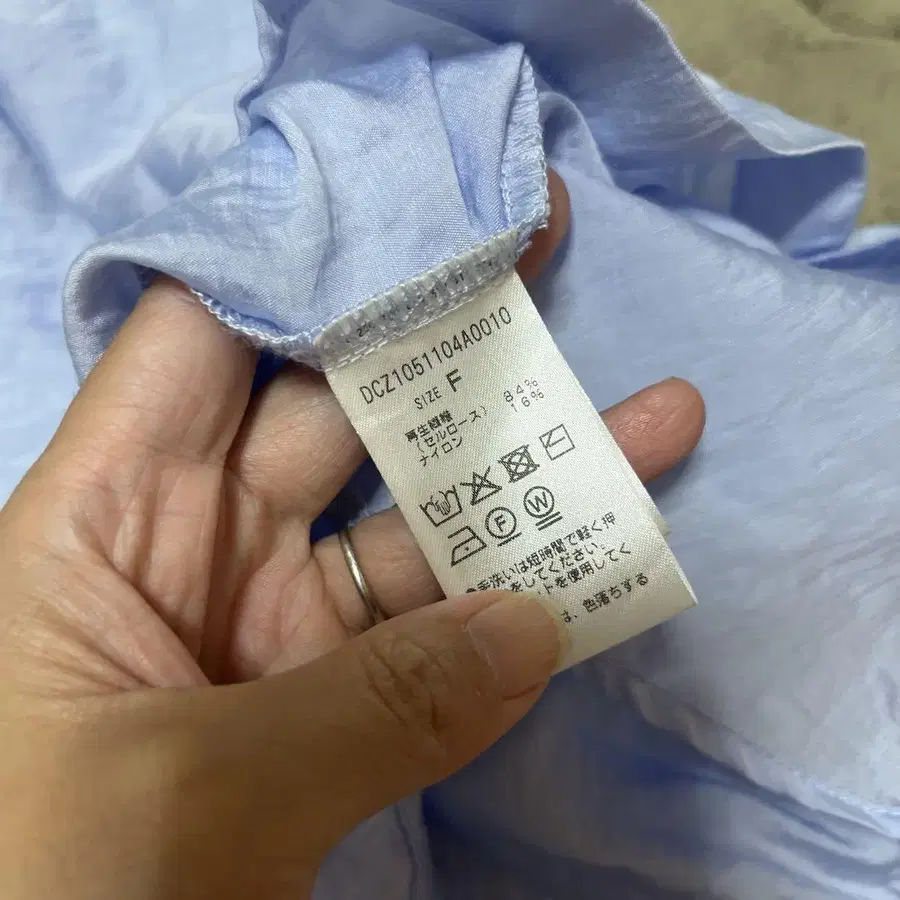 DCZ1051104A0010
SIZE F
再生繊維
(セルロース) 84%
ナイロン 16%
F W
手洗いは短時間で軽く押
をしてください。
トを使用してく
は、色落ちする